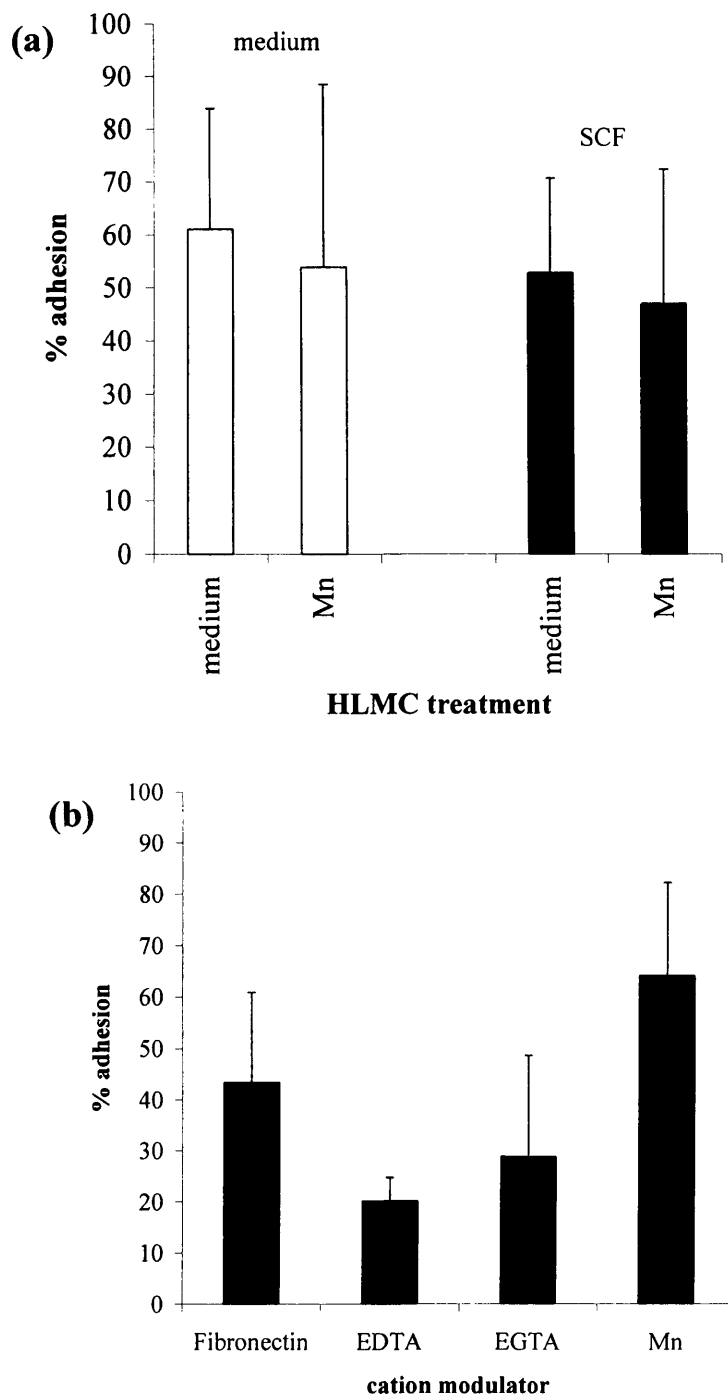 (a)
medium
SCF
100
90
80
70
60
50
40
30
20
10
0
% adhesion
medium
Mn
medium
Mn
HLMC treatment
(b)
100
90
80
70
60
50
40
30
20
10
0
% adhesion
Fibronectin EDTA EGTA Mn
cation modulator